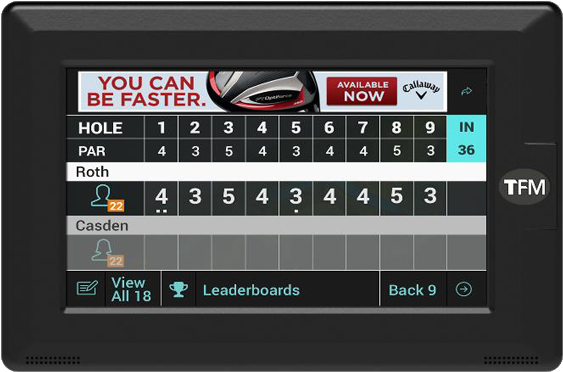 YOU CAN
BE FASTER.
AVAILABLE
NOW
Callaway
HOLE 1 2 3 4 5 6 7 8 9 IN
PAR 4 3 5 4 3 4 4 5 3 36
Roth
22 4 3 5 4 3 4 4 5 3
Casden
22
View
All 18
Leaderboards
Back 9
TFM